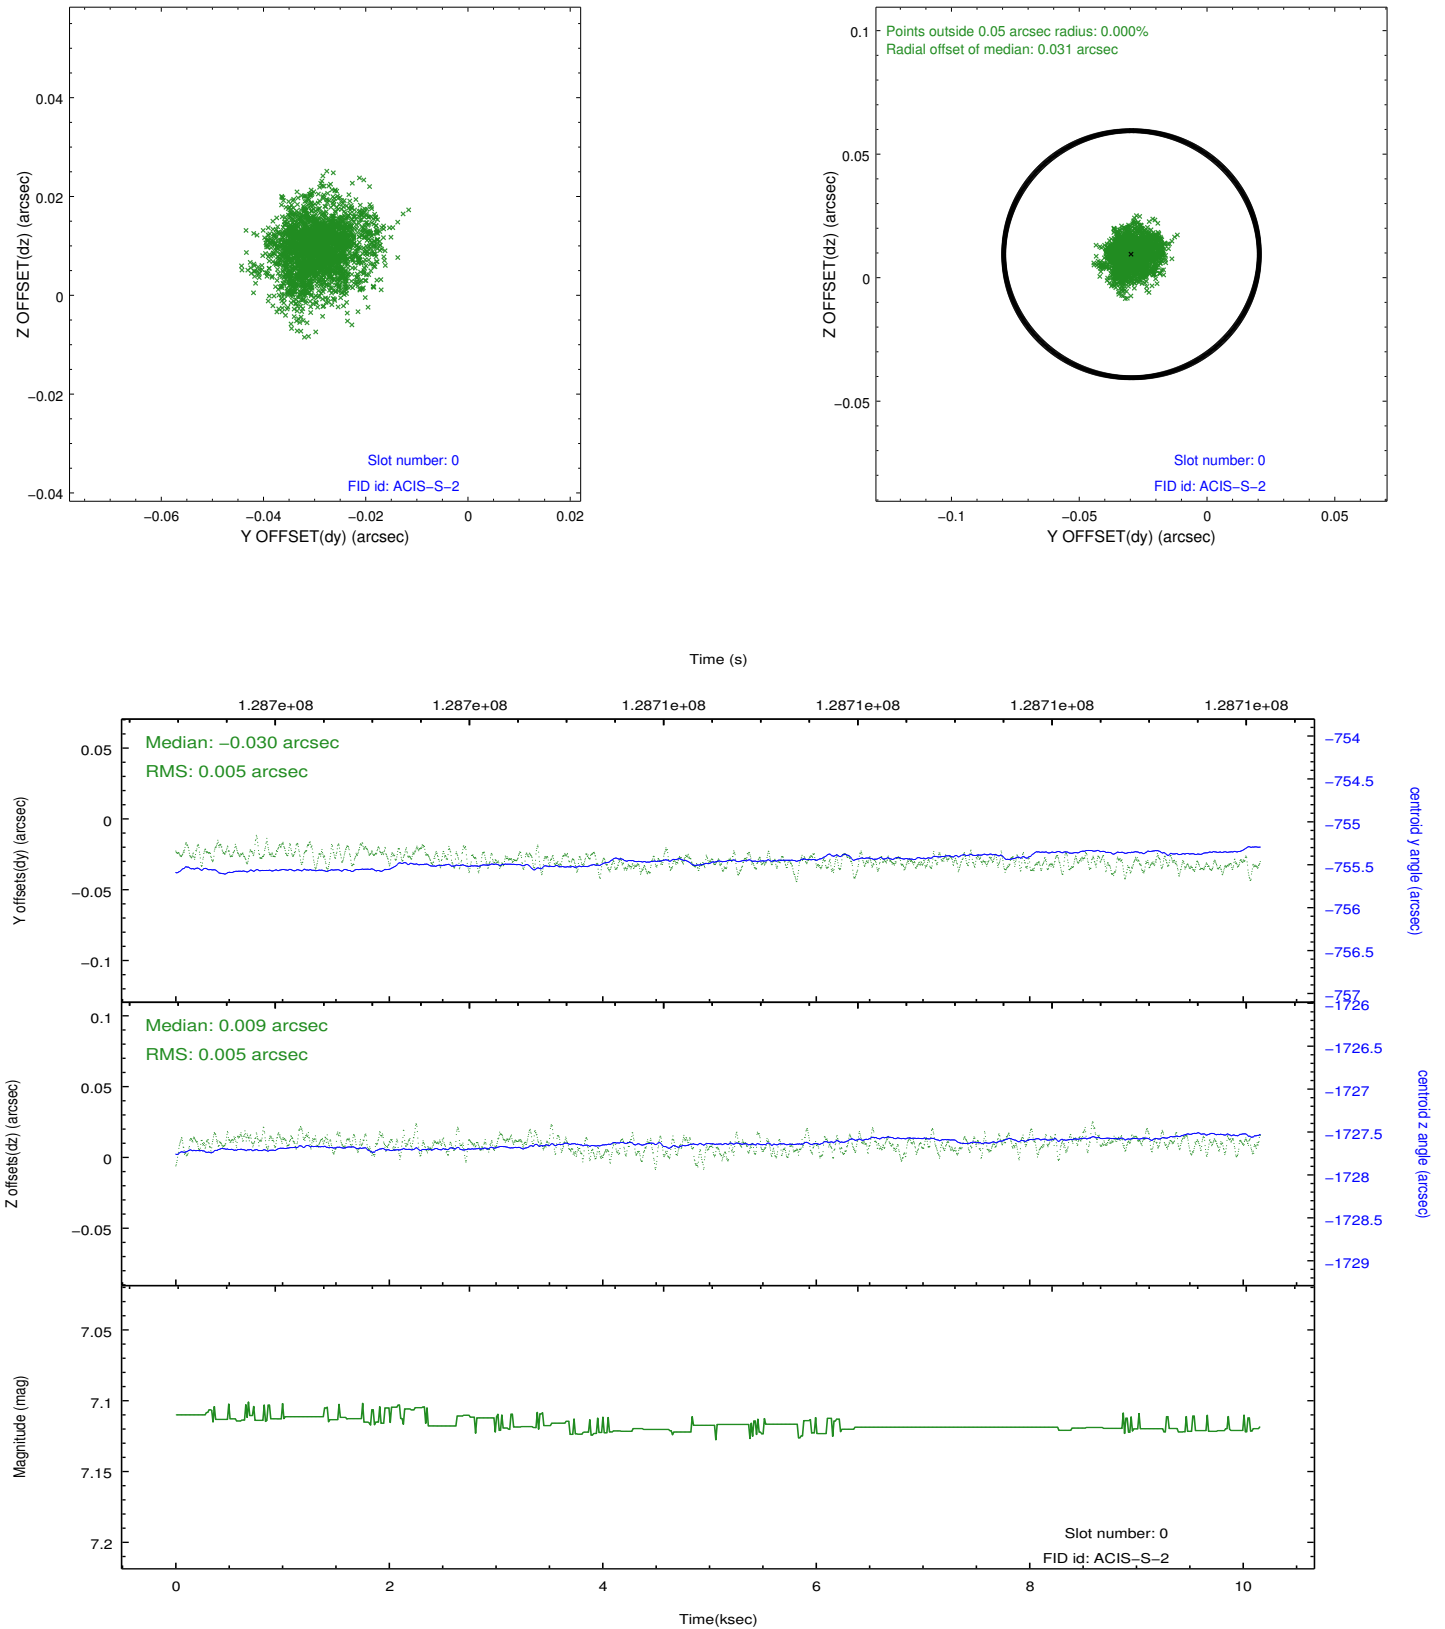 0.04
0.02
0
−0.02
−0.04
Z OFFSET(dz) (arcsec)
Slot number: 0
FID id: ACIS−S−2
−0.06
−0.04
−0.02
0
0.02
Y OFFSET(dy) (arcsec)
Points outside 0.05 arcsec radius: 0.000%
Radial offset of median: 0.031 arcsec
0.1
0.05
0
−0.05
Z OFFSET(dz) (arcsec)
Slot number: 0
FID id: ACIS−S−2
−0.1
−0.05
0
0.05
Y OFFSET(dy) (arcsec)
Time (s)
1.287e+08
1.287e+08
1.2871e+08
1.2871e+08
1.2871e+08
1.2871e+08
Median: −0.030 arcsec
RMS: 0.005 arcsec
0.05
0
−0.05
−0.1
Y offsets(dy) (arcsec)
−754
−754.5
−755
−755.5
−756
−756.5
−757
centroid y angle (arcsec)
Median: 0.009 arcsec
RMS: 0.005 arcsec
0.1
0.05
0
−0.05
Z offsets(dz) (arcsec)
−1726
−1726.5
−1727
−1727.5
−1728
−1728.5
−1729
centroid z angle (arcsec)
7.05
7.1
7.15
7.2
Magnitude (mag)
Slot number: 0
FID id: ACIS−S−2
0
2
4
6
8
10
Time(ksec)